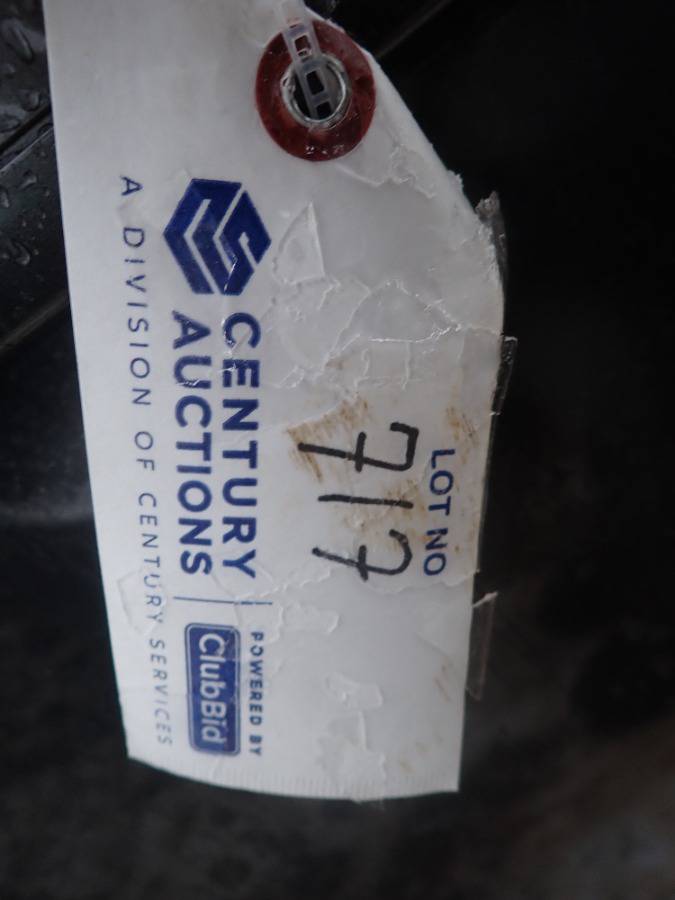 LOT NO
717
CENTURY
AUCTIONS
POWERED BY
ClubBid
A DIVISION OF CENTURY SERVICES